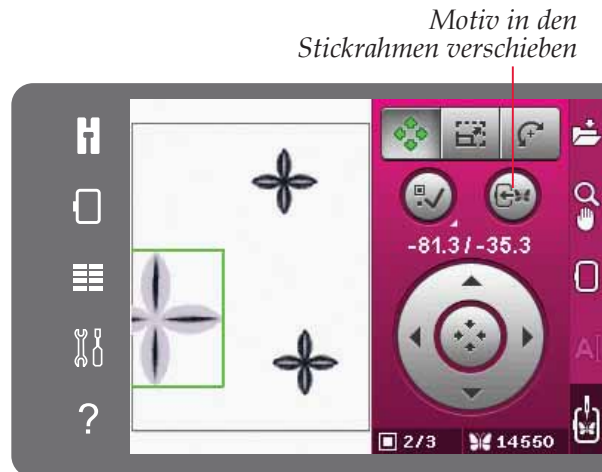 Motiv in den
Stickrahmen verschieben
-81.3 / -35.3
?
A
2/3 14550